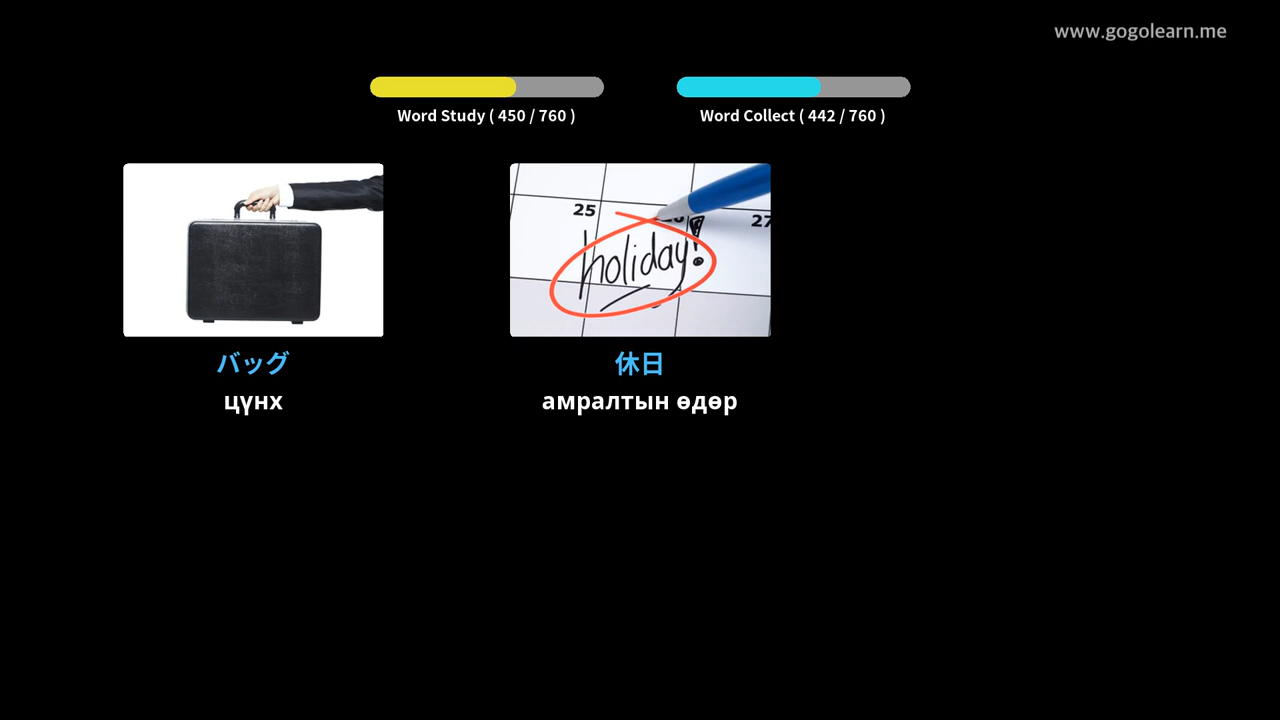 www.gogolearn.me
Word Study ( 450 / 760 )
Word Collect ( 442 / 760 )
25
27
holiday!
バッグ
休日
цүнх
амралтын өдөр